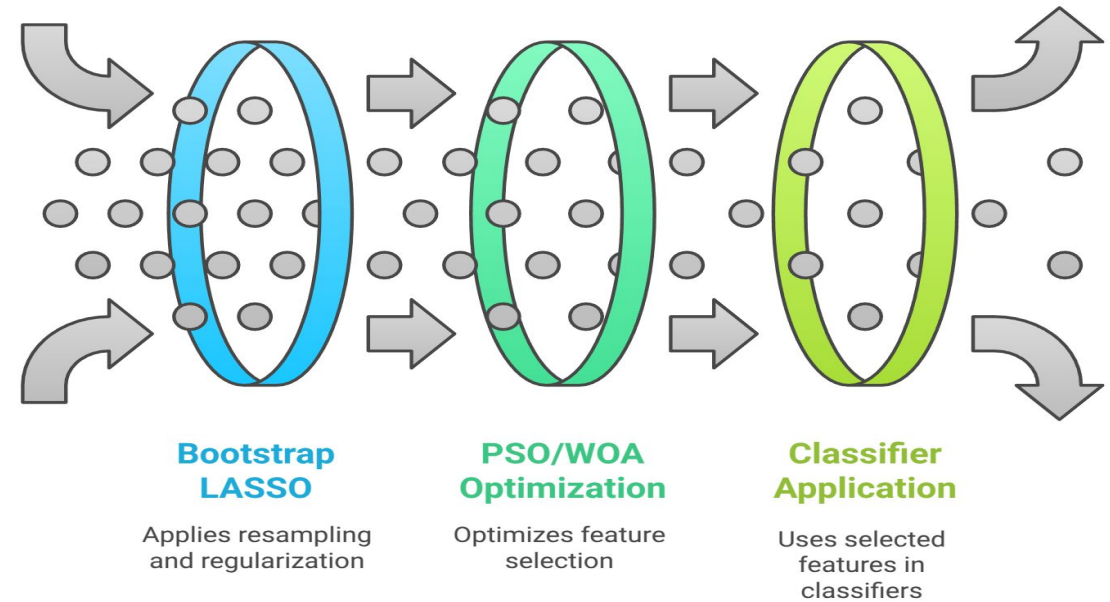 Bootstrap
LASSO
Applies resampling
and regularization
PSO/WOA
Optimization
Optimizes feature
selection
Classifier
Application
Uses selected
features in
classifiers